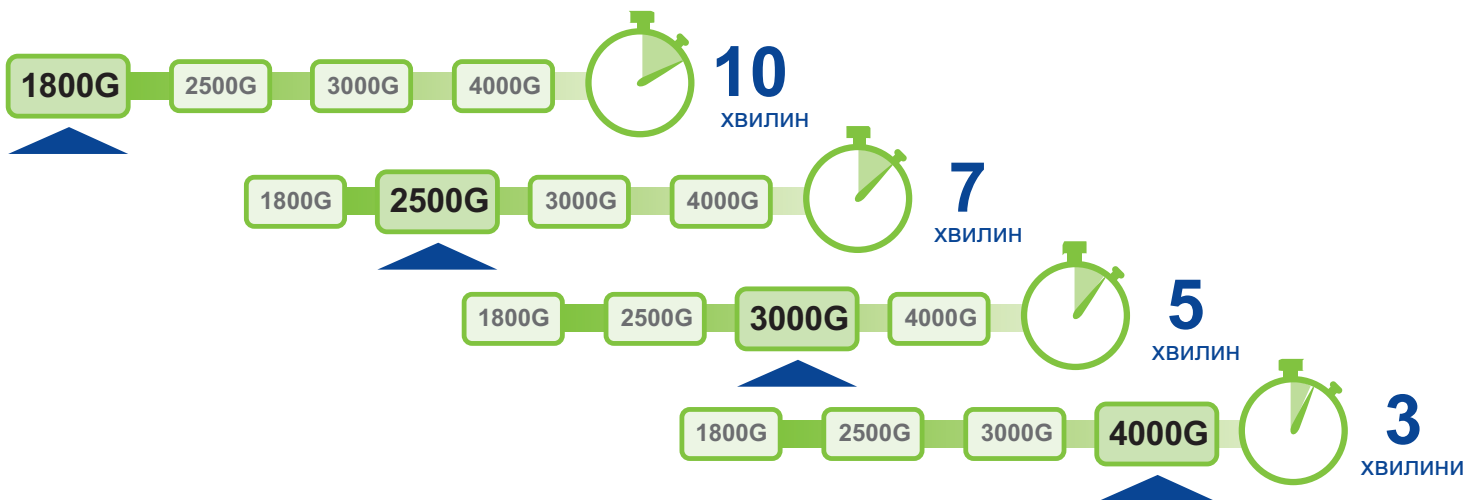 1800G 2500G 3000G 4000G 10
ХВИЛИН
1800G 2500G 3000G 4000G 7
ХВИЛИН
1800G 2500G 3000G 4000G 5
ХВИЛИН
1800G 2500G 3000G 4000G 3
ХВИЛИНИ